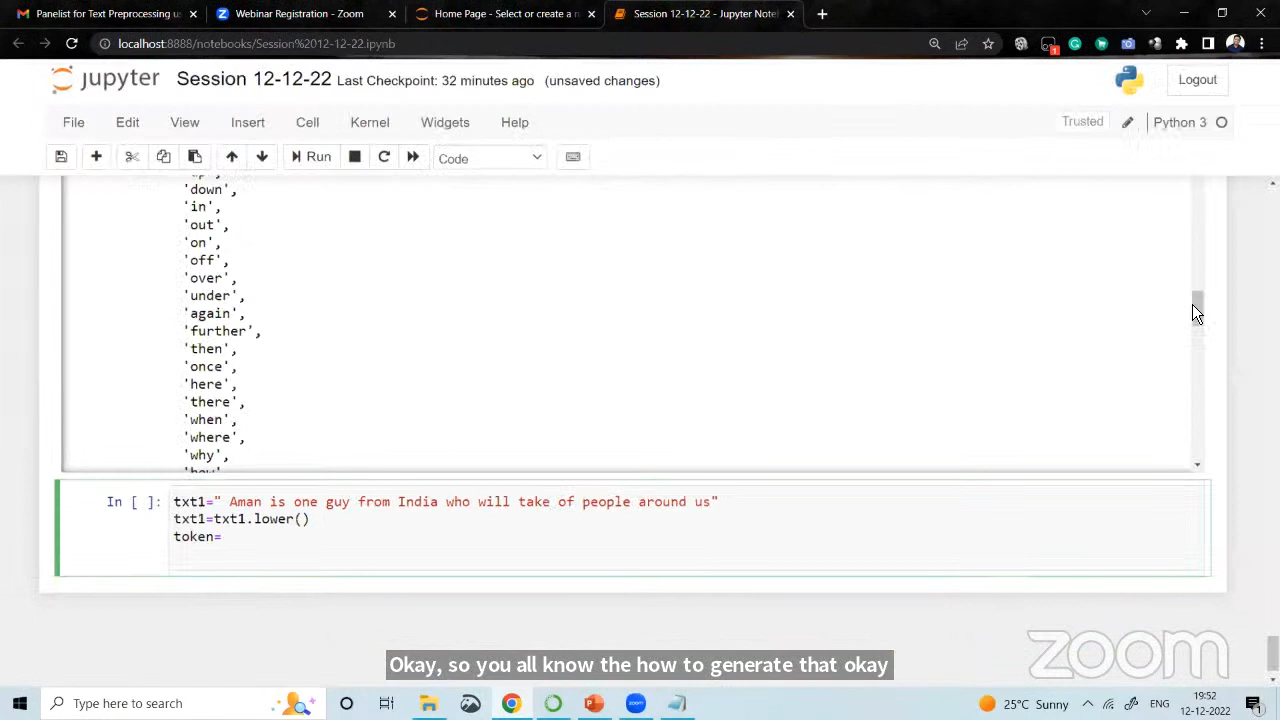 Panelist for Text Preprocessing us
Webinar Registration - Zoom
Home Page - Select or create a n
Session 12-12-22 - Jupyter Note
localhost:8888/notebooks/Session%2012-12-22.ipynb
1
jupyter Session 12-12-22 Last Checkpoint: 32 minutes ago (unsaved changes)
Logout
File Edit View Insert Cell Kernel Widgets Help
Trusted
Python 3
Run
Code
'down',
'in',
'out',
'on',
'off',
'over',
'under',
'again',
'further',
'then',
'once',
'here',
'there',
'when',
'where',
'why',
In [ ]: txt1=" Aman is one guy from India who will take of people around us"
txt1=txt1.lower()
token=
zoom
Okay, so you all know the how to generate that okay
Type here to search
zoom
25°C Sunny
ENG
19:52
12-12-2022
1